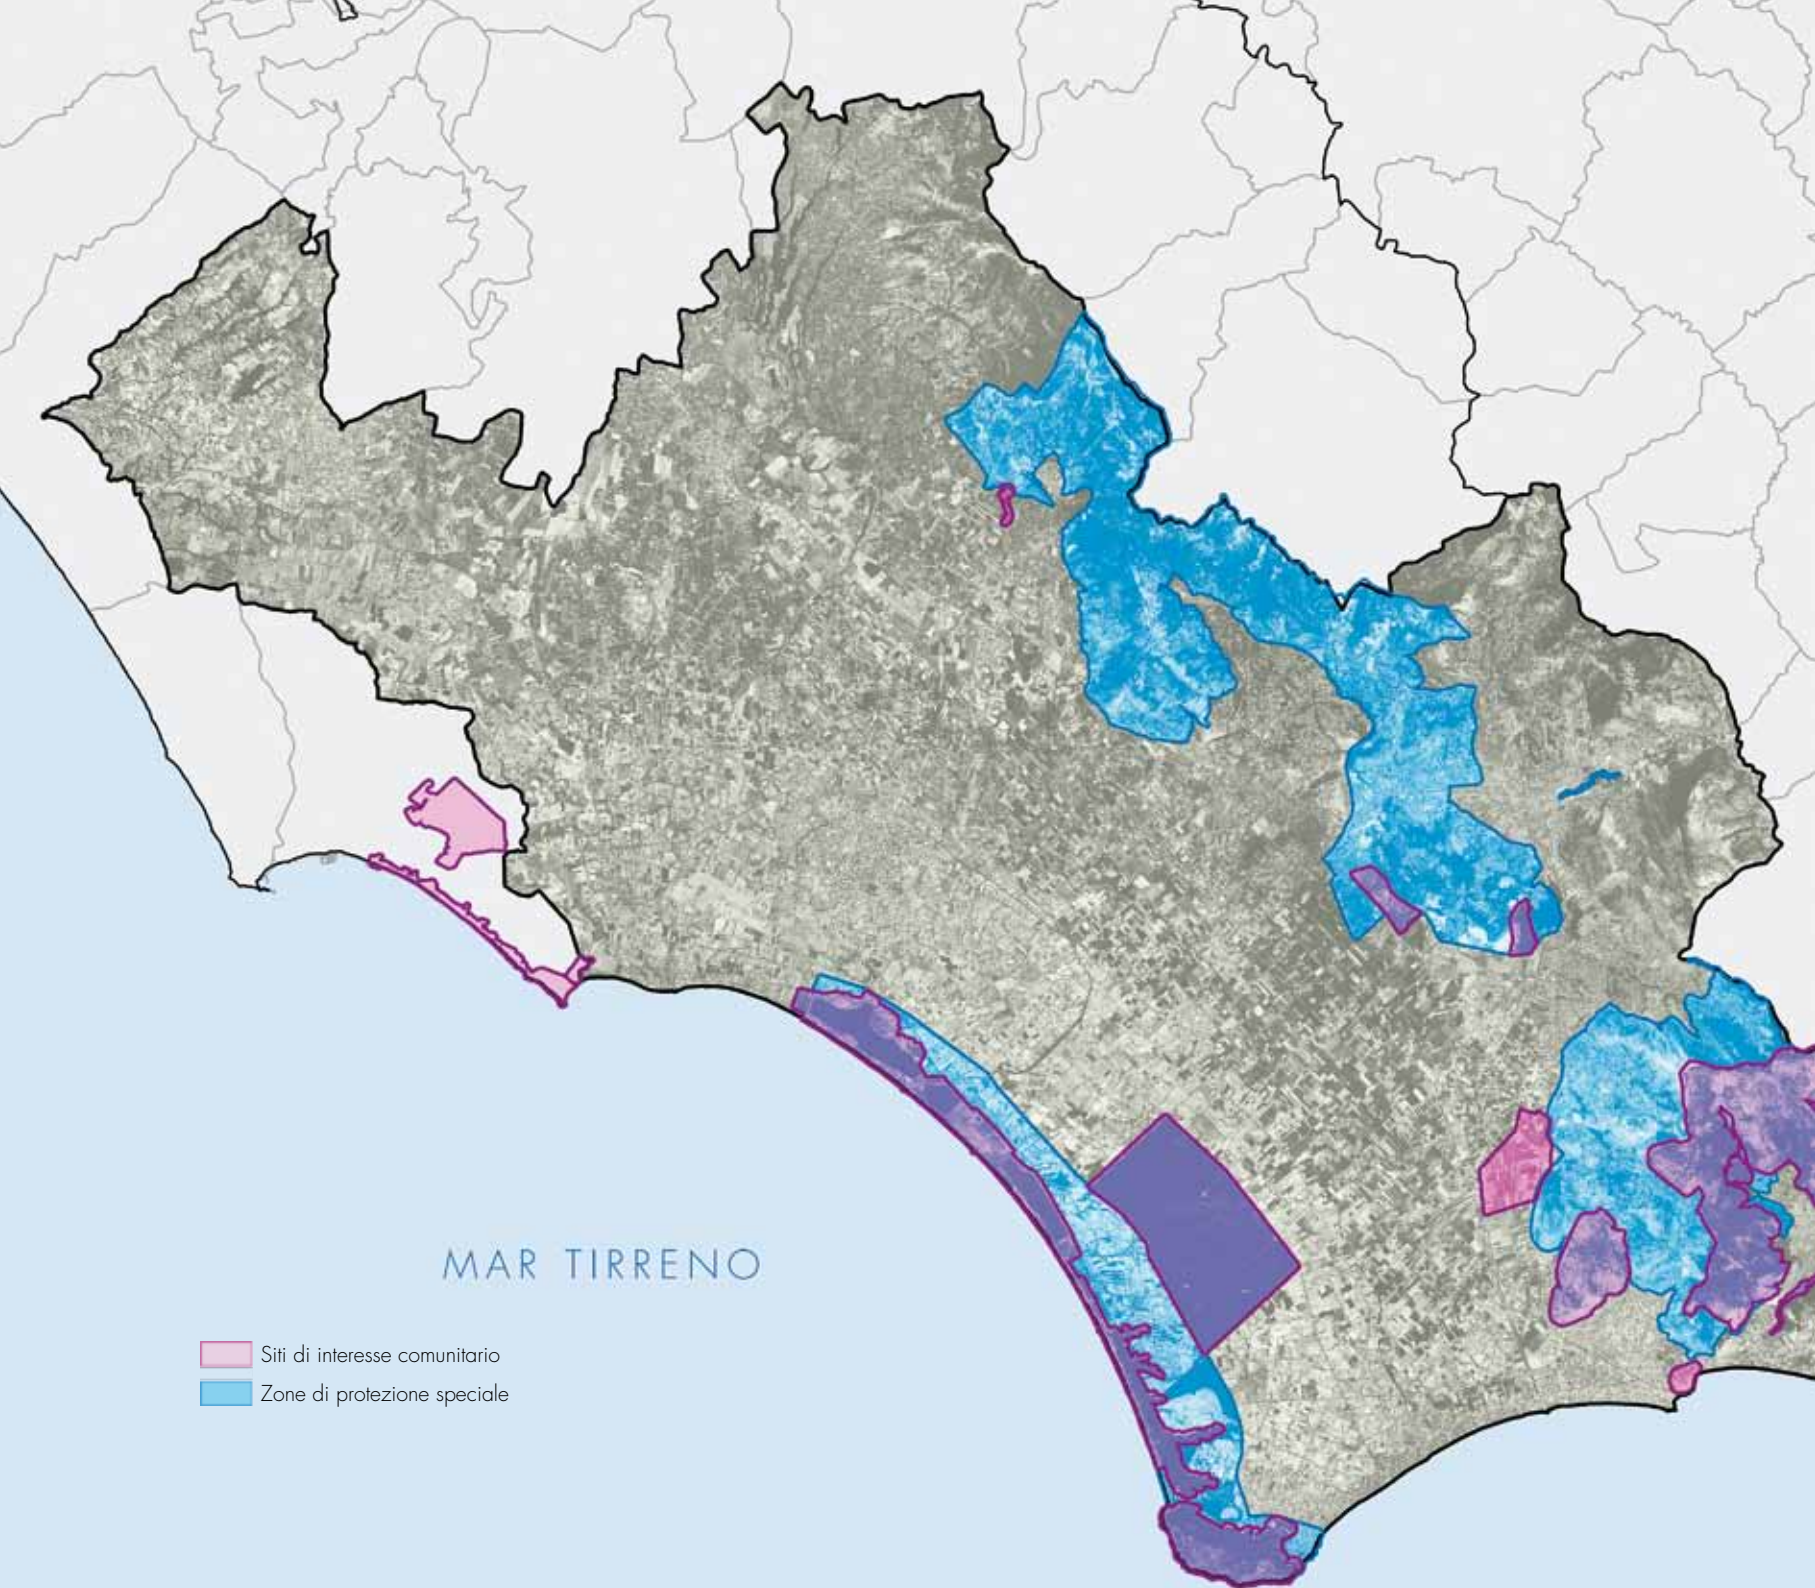 MAR TIRRENO
Siti di interesse comunitario
Zone di protezione speciale